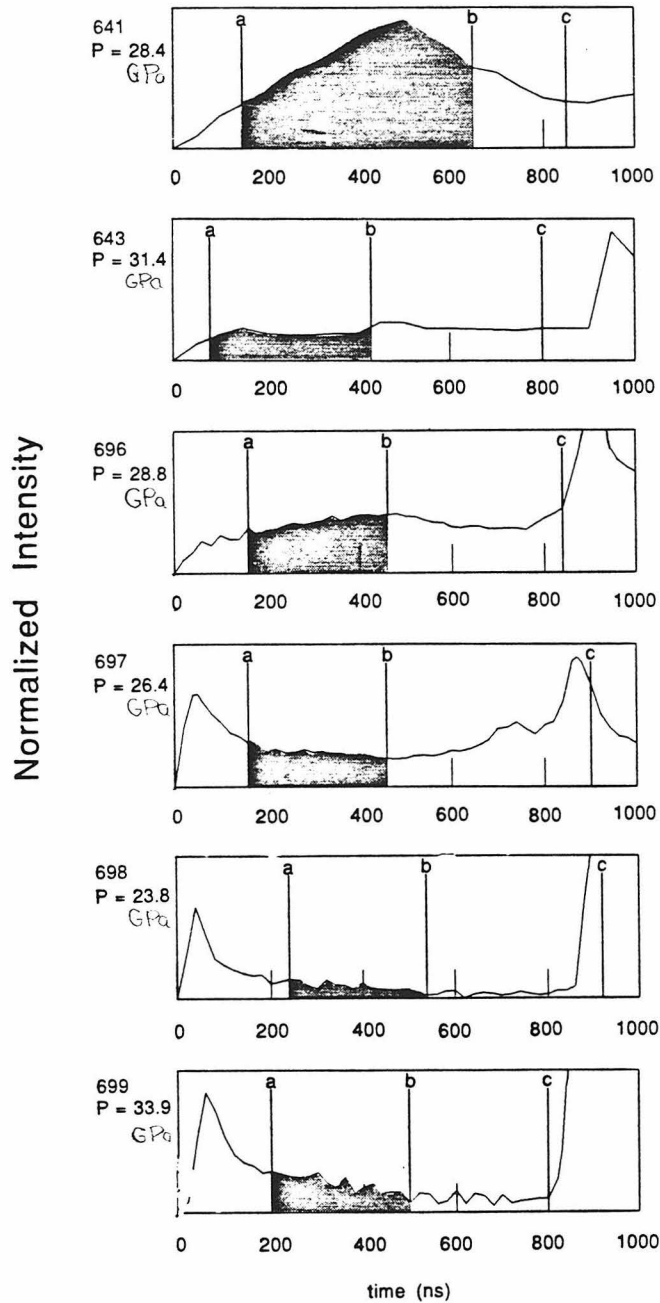 Normalized Intensity
641
P = 28.4
GPa
a b c
0 200 400 600 800 1000
643
P = 31.4
GPa
a b c
0 200 400 600 800 1000
696
P = 28.8
GPa
a b c
0 200 400 600 800 1000
697
P = 26.4
GPa
a b c
0 200 400 600 800 1000
698
P = 23.8
GPa
a b c
0 200 400 600 800 1000
699
P = 33.9
GPa
a b c
0 200 400 600 800 1000
time (ns)